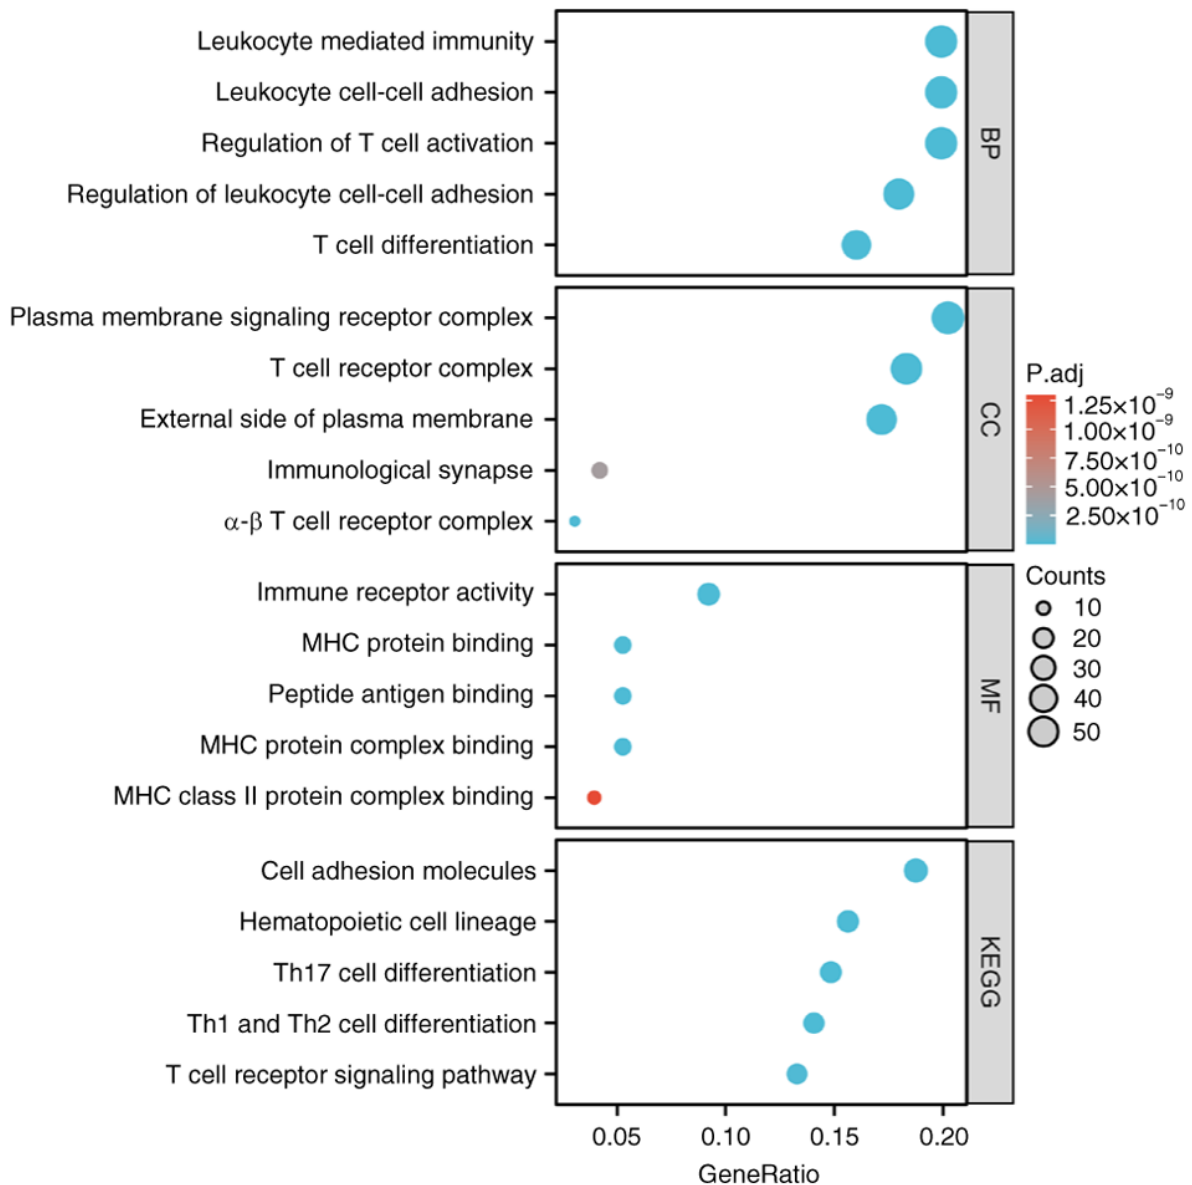 Leukocyte mediated immunity
Leukocyte cell-cell adhesion
Regulation of T cell activation
Regulation of leukocyte cell-cell adhesion
T cell differentiation
BP
Plasma membrane signaling receptor complex
T cell receptor complex
External side of plasma membrane
Immunological synapse
α-β T cell receptor complex
CC
Immune receptor activity
MHC protein binding
Peptide antigen binding
MHC protein complex binding
MHC class II protein complex binding
MF
Cell adhesion molecules
Hematopoietic cell lineage
Th17 cell differentiation
Th1 and Th2 cell differentiation
T cell receptor signaling pathway
KEGG
0.05 0.10 0.15 0.20
GeneRatio
P.adj
1.25×10⁻⁹
1.00×10⁻⁹
7.50×10⁻¹⁰
5.00×10⁻¹⁰
2.50×10⁻¹⁰
Counts
10
20
30
40
50